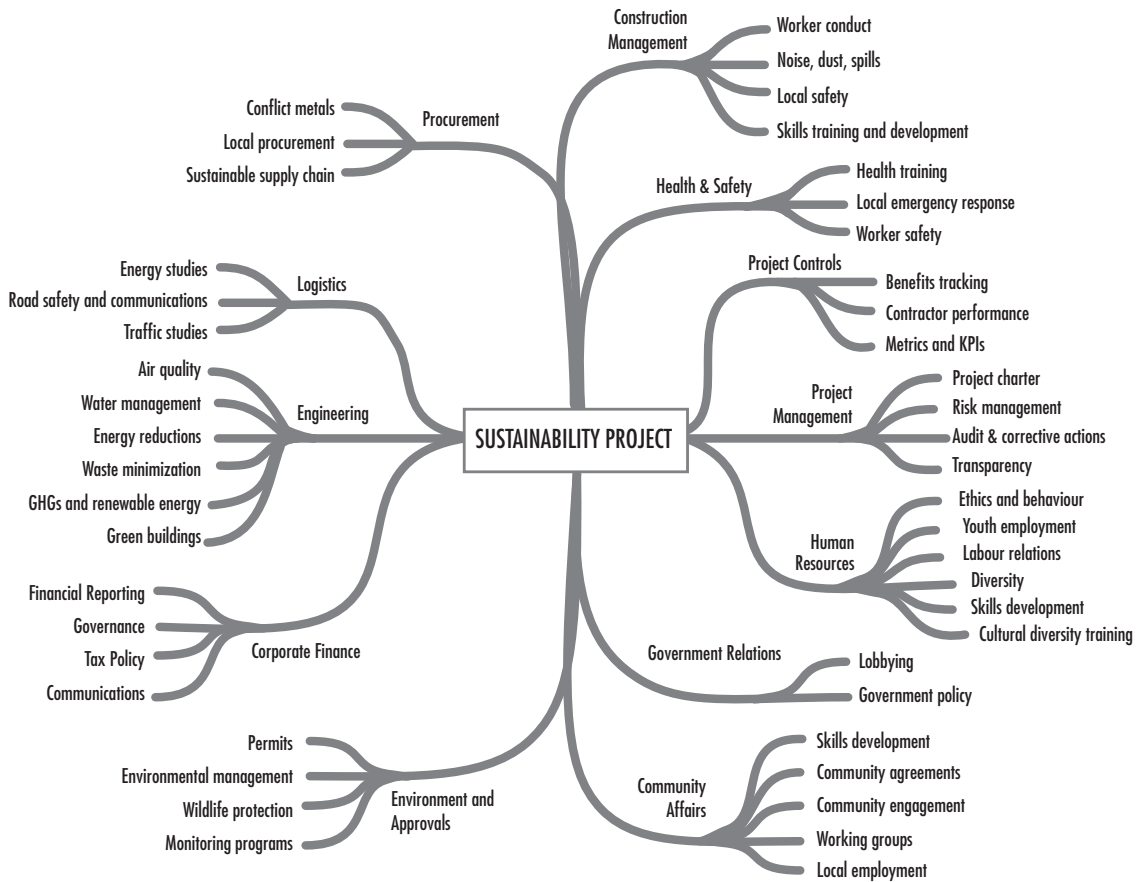 Construction
Management
Worker conduct
Noise, dust, spills
Local safety
Skills training and development
Procurement
Conflict metals
Local procurement
Sustainable supply chain
Health & Safety
Health training
Local emergency response
Worker safety
Logistics
Energy studies
Road safety and communications
Traffic studies
Project Controls
Benefits tracking
Contractor performance
Metrics and KPIs
Engineering
Air quality
Water management
Energy reductions
Waste minimization
GHGs and renewable energy
Green buildings
SUSTAINABILITY PROJECT
Project
Management
Project charter
Risk management
Audit & corrective actions
Transparency
Human
Resources
Ethics and behaviour
Youth employment
Labour relations
Diversity
Skills development
Cultural diversity training
Corporate Finance
Financial Reporting
Governance
Tax Policy
Communications
Government Relations
Lobbying
Government policy
Environment and
Approvals
Permits
Environmental management
Wildlife protection
Monitoring programs
Community
Affairs
Skills development
Community agreements
Community engagement
Working groups
Local employment